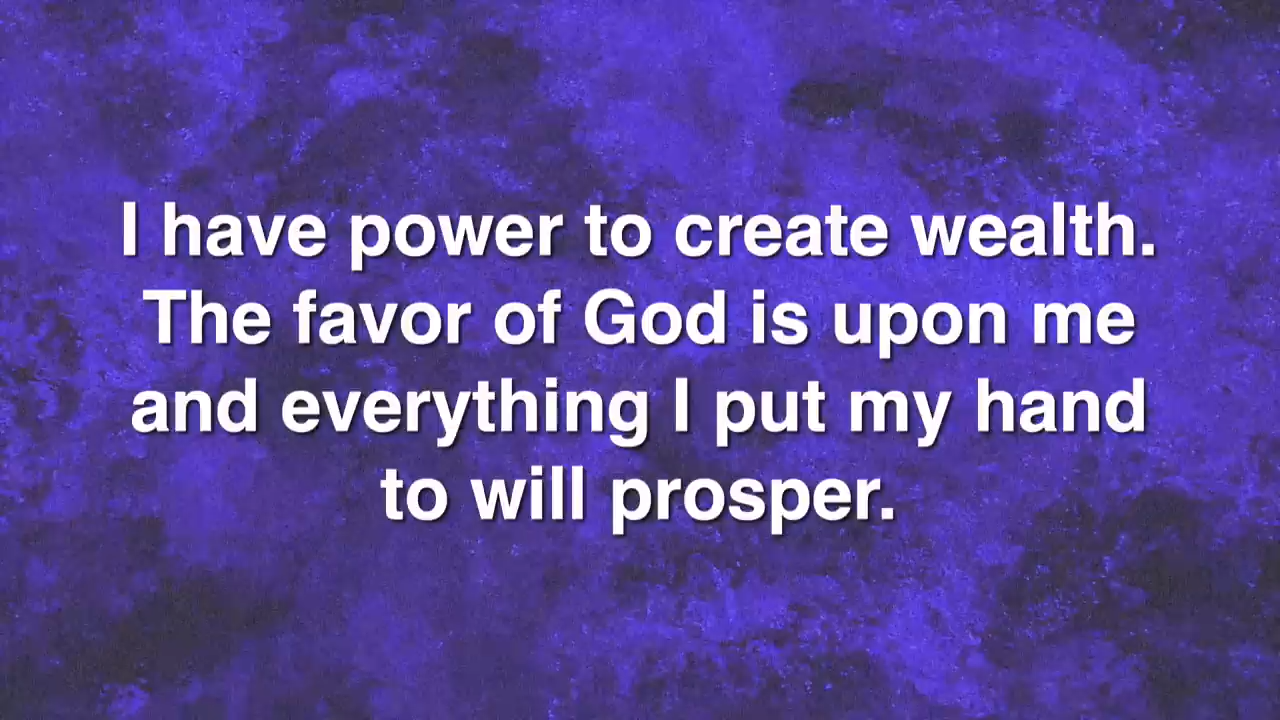 I have power to create wealth.
The favor of God is upon me
and everything I put my hand
to will prosper.